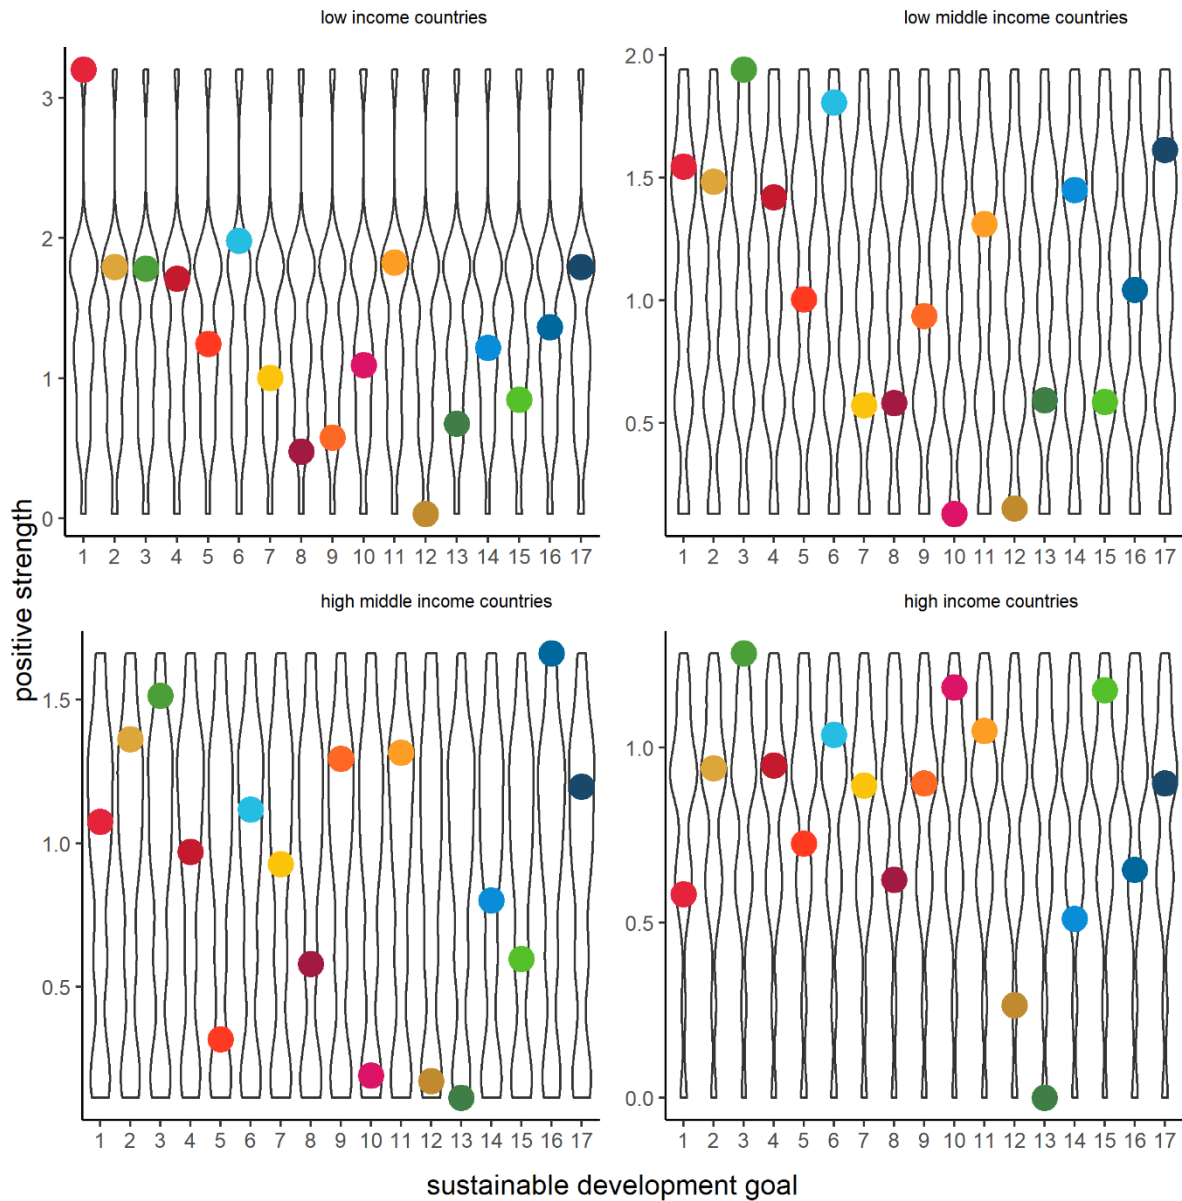 low income countries
low middle income countries
3
2
1
0
1 2 3 4 5 6 7 8 9 10 11 12 13 14 15 16 17
2.0
1.5
1.0
0.5
1 2 3 4 5 6 7 8 9 10 11 12 13 14 15 16 17
positive strength
high middle income countries
high income countries
1.5
1.0
0.5
1 2 3 4 5 6 7 8 9 10 11 12 13 14 15 16 17
1.0
0.5
0.0
1 2 3 4 5 6 7 8 9 10 11 12 13 14 15 16 17
sustainable development goal